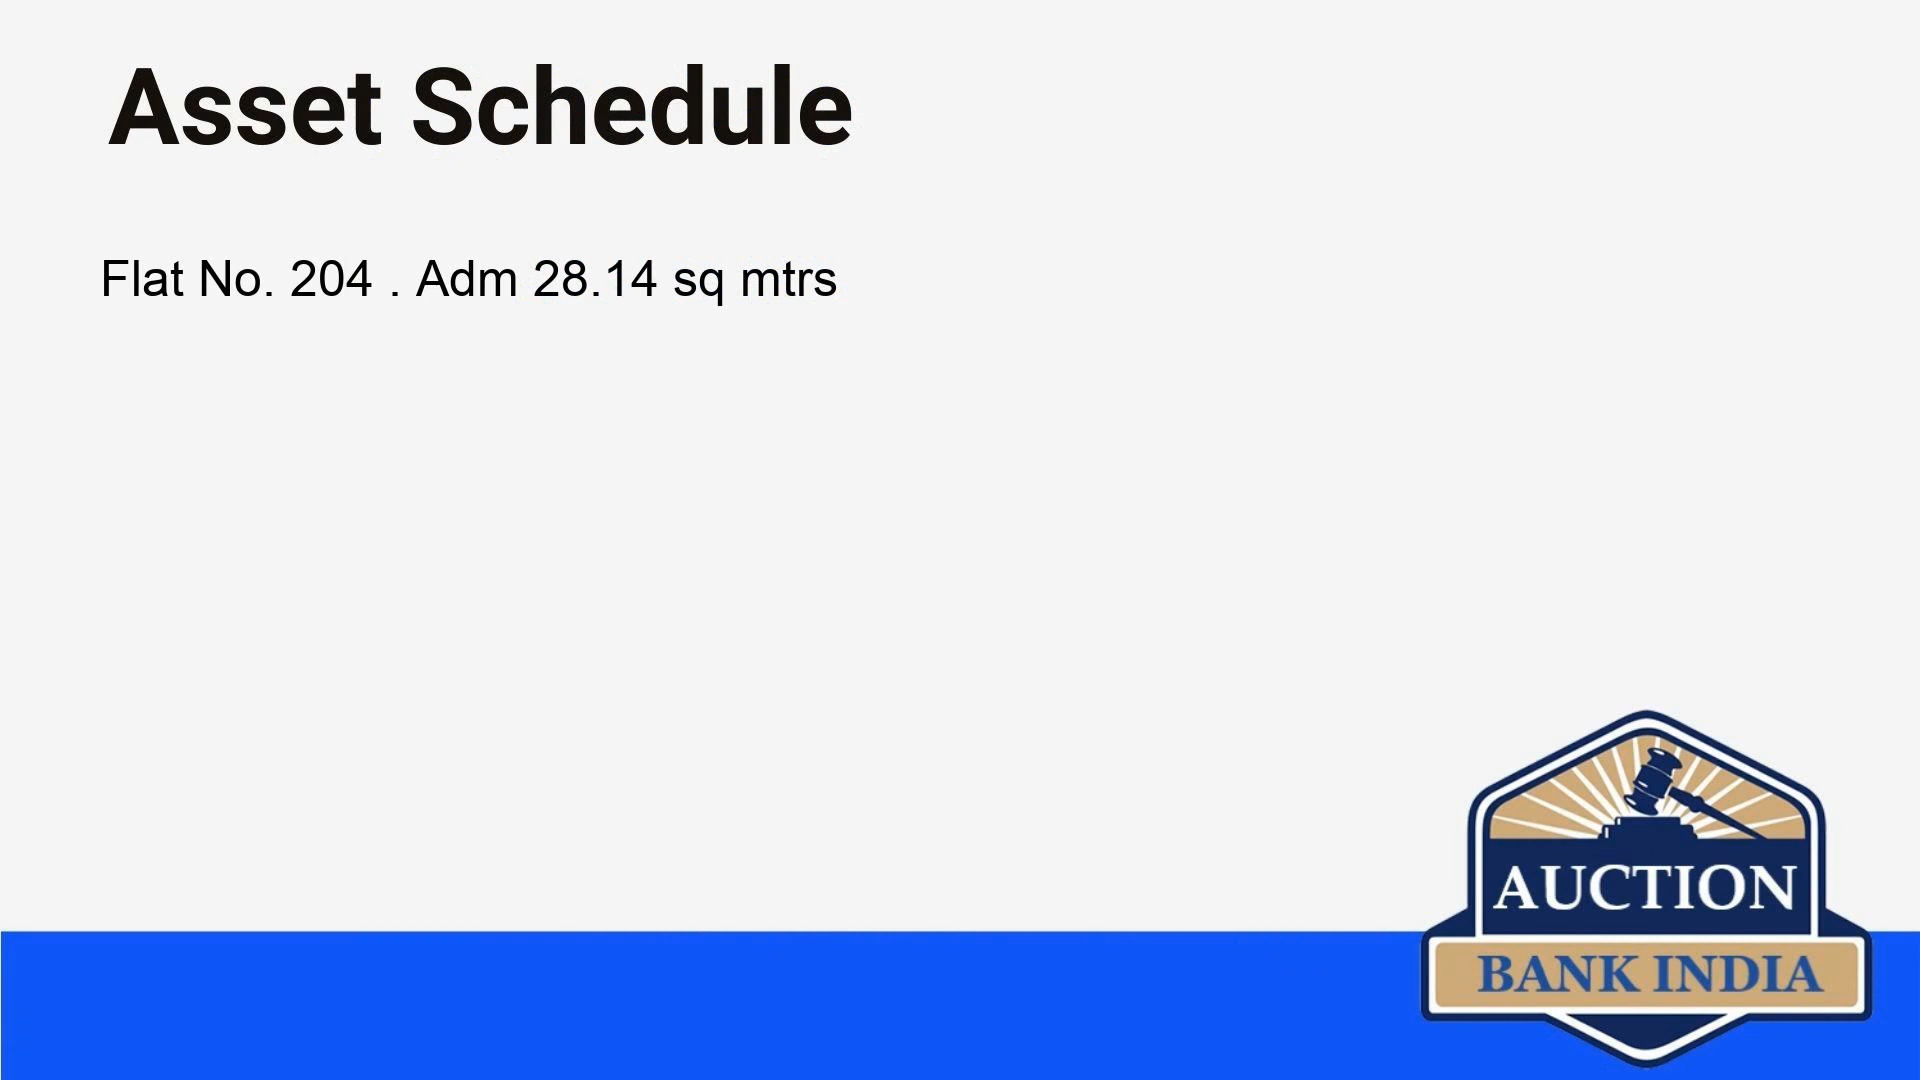 Asset Schedule
Flat No. 204 . Adm 28.14 sq mtrs
AUCTION
BANK INDIA